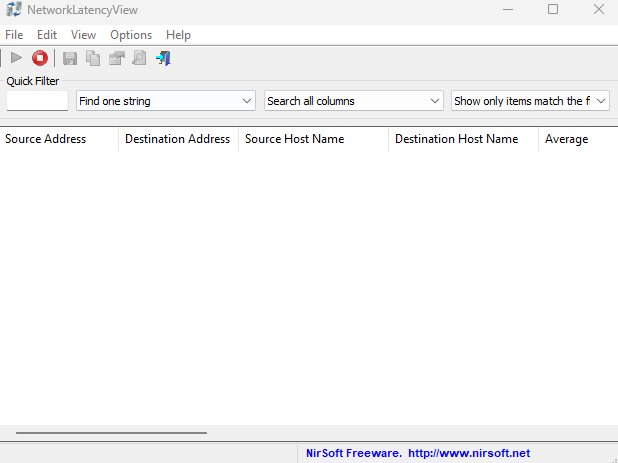 NetworkLatencyView
File Edit View Options Help
Quick Filter
Find one string Search all columns Show only items match the f
Source Address Destination Address Source Host Name Destination Host Name Average
NirSoft Freeware. http://www.nirsoft.net